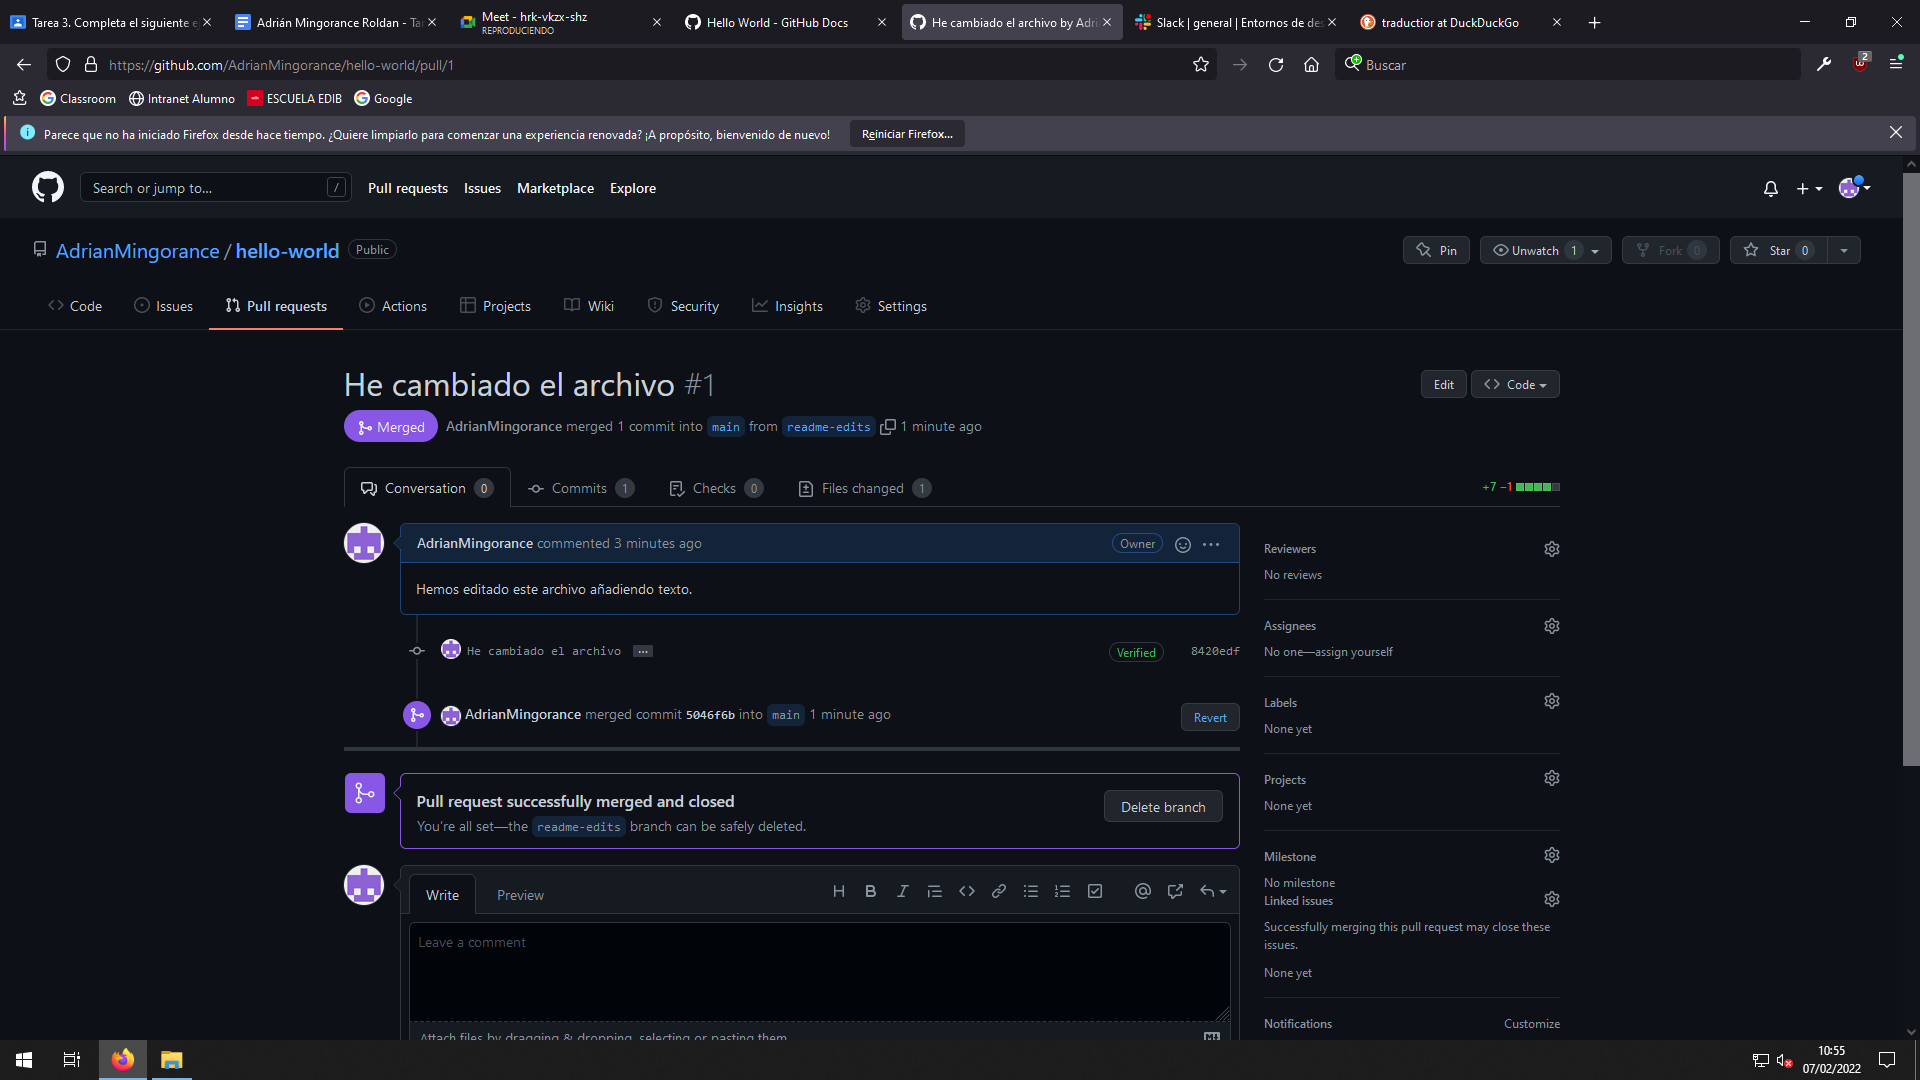 Tarea 3. Completa el siguiente e
Adrián Mingorance Roldan - Ta
Meet - hrk-vkzx-shz
REPRODUCIENDO
Hello World - GitHub Docs
He cambiado el archivo by Adri
Slack | general | Entornos de des
traductior at DuckDuckGo
https://github.com/AdrianMingorance/hello-world/pull/1
Buscar
2
Classroom
Intranet Alumno
ESCUELA EDIB
Google
Parece que no ha iniciado Firefox desde hace tiempo. ¿Quiere limpiarlo para comenzar una experiencia renovada? ¡A propósito, bienvenido de nuevo!
Reiniciar Firefox...
Search or jump to...
/
Pull requests
Issues
Marketplace
Explore
AdrianMingorance / hello-world
Public
Pin
Unwatch 1
Fork 0
Star 0
Code
Issues
Pull requests
Actions
Projects
Wiki
Security
Insights
Settings
He cambiado el archivo #1
Edit
Code
Merged
AdrianMingorance merged 1 commit into main from readme-edits 1 minute ago
Conversation 0
Commits 1
Checks 0
Files changed 1
+7 −1
AdrianMingorance commented 3 minutes ago
Owner
Hemos editado este archivo añadiendo texto.
He cambiado el archivo ...
Verified
8420edf
AdrianMingorance merged commit 5046f6b into main 1 minute ago
Revert
Pull request successfully merged and closed
You're all set—the readme-edits branch can be safely deleted.
Delete branch
Write
Preview
Leave a comment
Attach files by dragging & dropping, selecting or pasting them.
Reviewers
No reviews
Assignees
No one—assign yourself
Labels
None yet
Projects
None yet
Milestone
No milestone
Linked issues
Successfully merging this pull request may close these
issues.
None yet
Notifications
Customize
10:55
07/02/2022